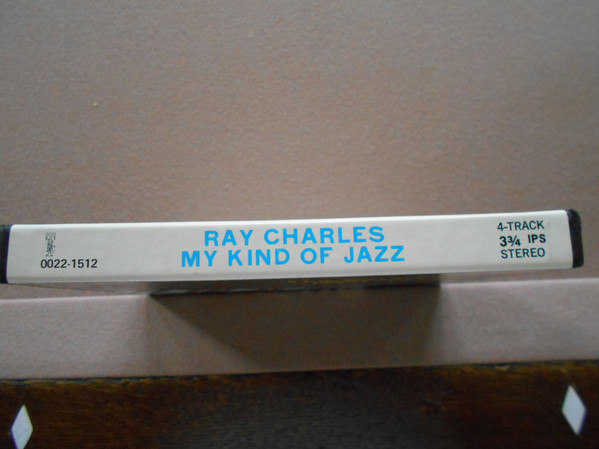 0022-1512
RAY CHARLES
MY KIND OF JAZZ
4-TRACK
3¾ IPS
STEREO